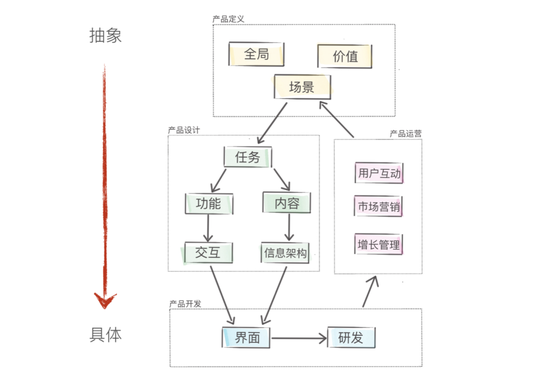 产品定义
抽象
全局
价值
场景
产品设计
产品运营
任务
用户互动
功能
内容
市场营销
交互
信息架构
增长管理
产品开发
具体
界面
研发